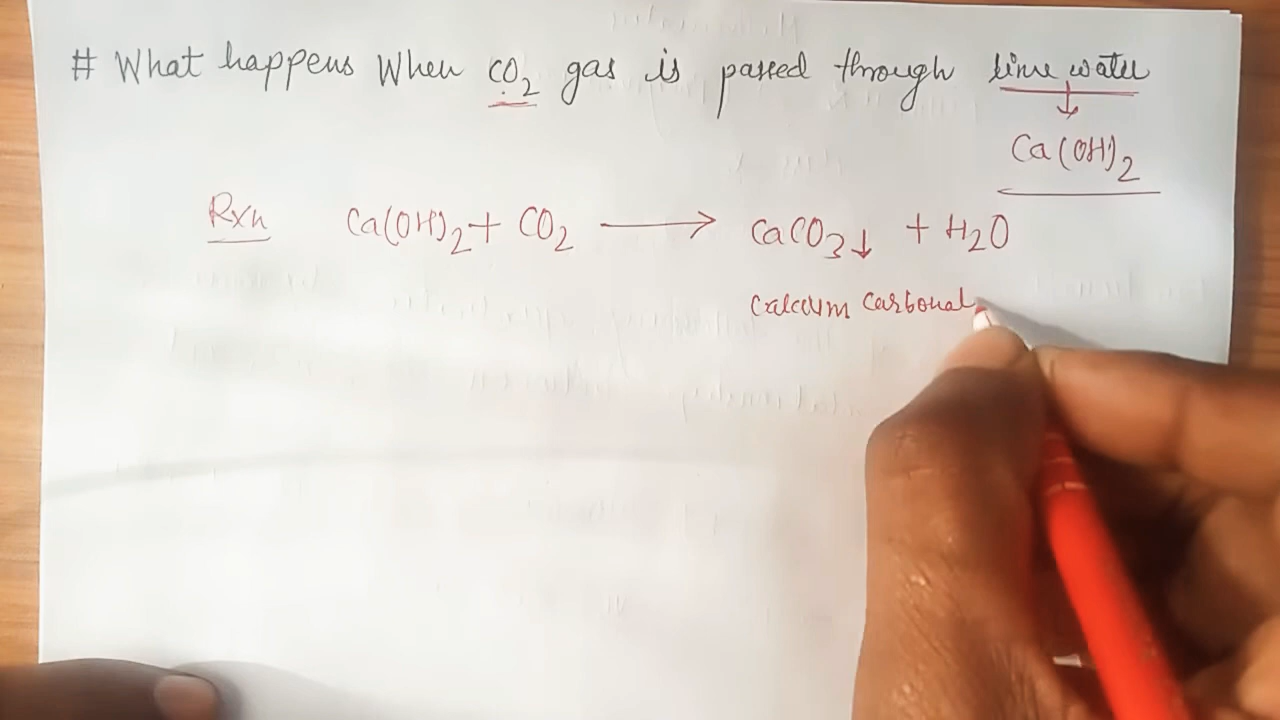 # What happens When CO2 gas is passed through lime water
↓
Ca(OH)2
Rxn Ca(OH)2 + CO2 ⟶ CaCO3↓ + H2O
Calcium Carbonat